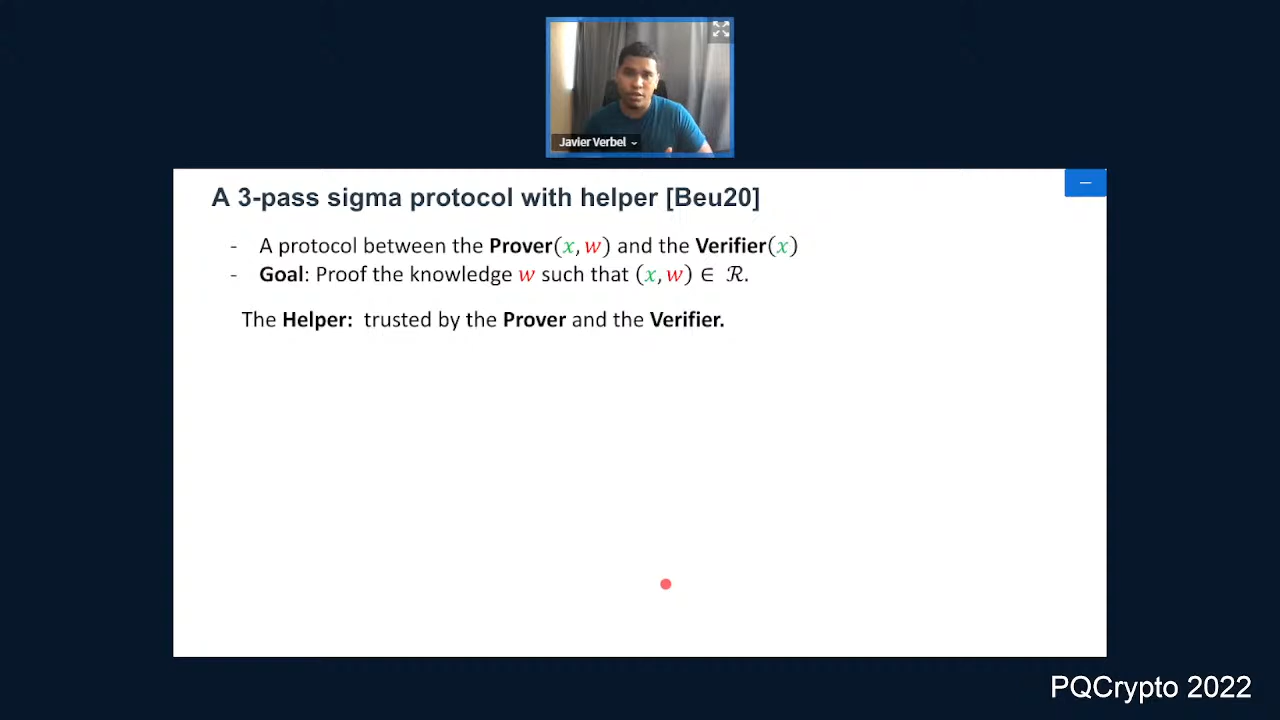 Javier Verbel
A 3-pass sigma protocol with helper [Beu20]
- A protocol between the Prover(x, w) and the Verifier(x)
- Goal: Proof the knowledge w such that (x, w) ∈ ℛ.
The Helper: trusted by the Prover and the Verifier.
PQCrypto 2022